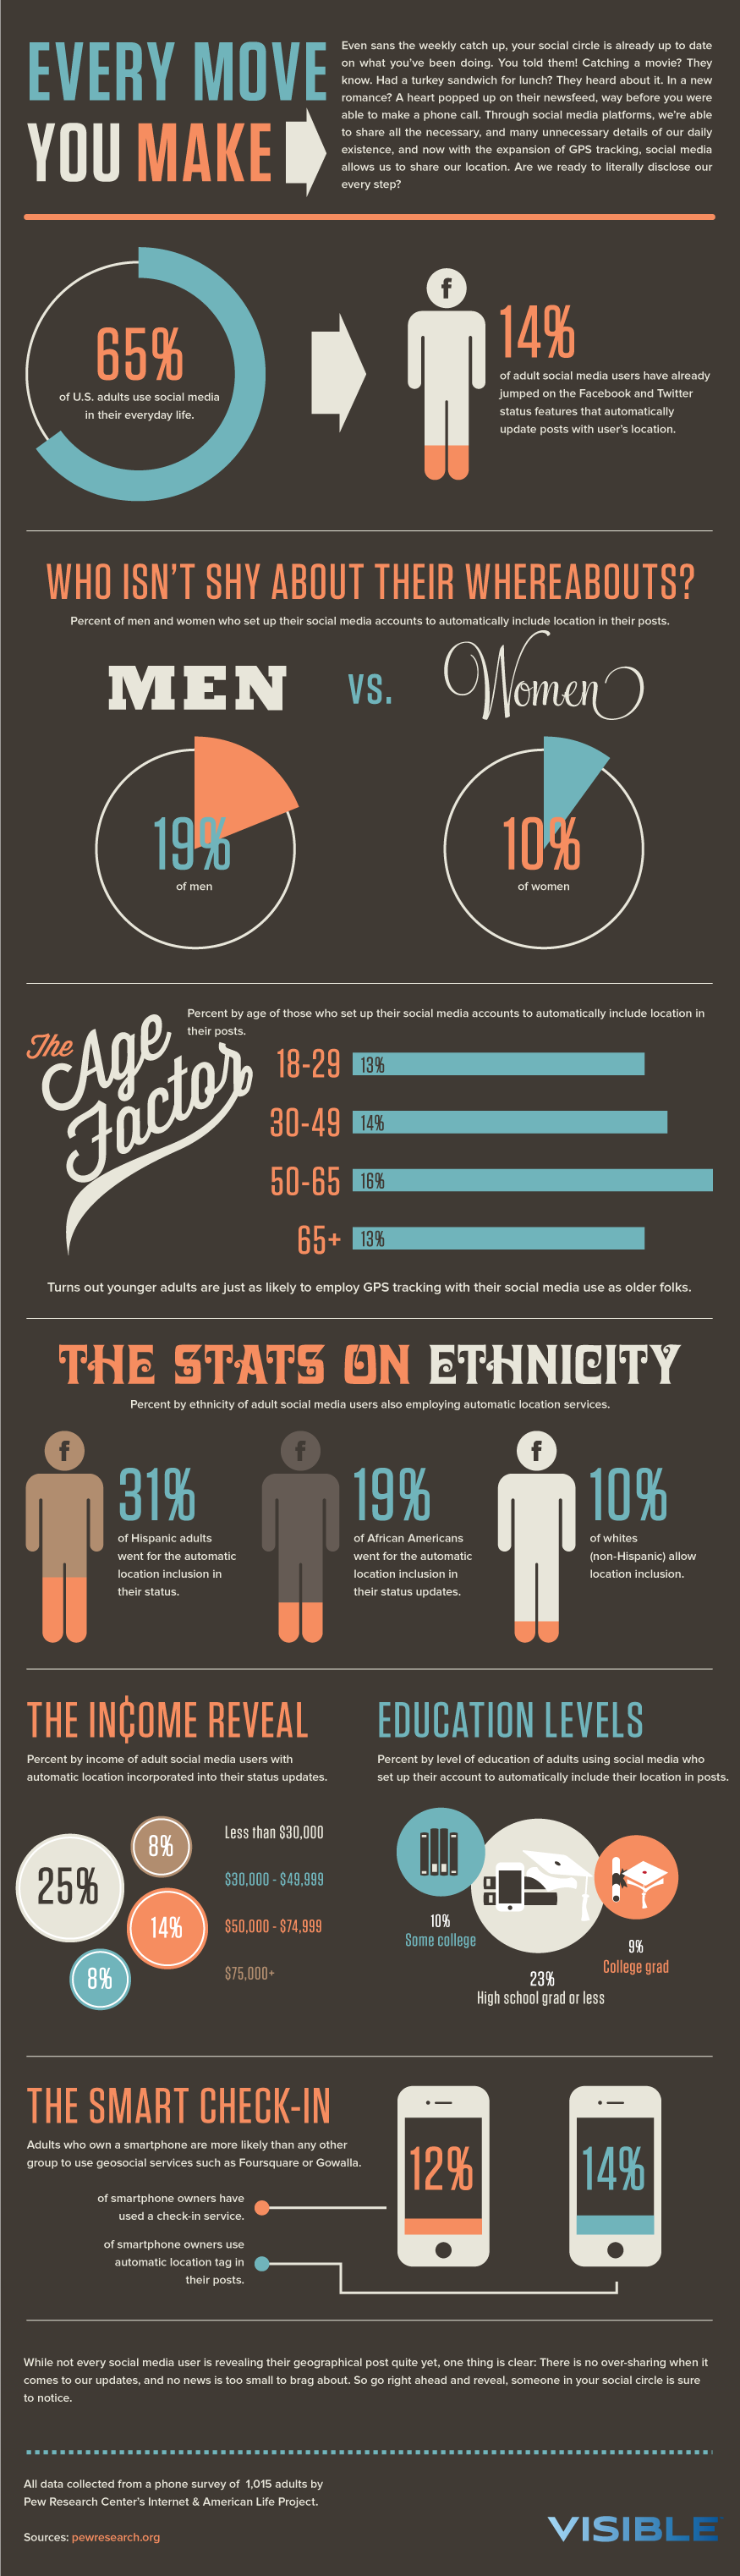 EVERY MOVE
YOU MAKE
Even sans the weekly catch up, your social circle is already up to date
on what you've been doing. You told them! Catching a movie? They
know. Had a turkey sandwich for lunch? They heard about it. In a new
romance? A heart popped up on their newsfeed, way before you were
able to make a phone call. Through social media platforms, we're able
to share all the necessary, and many unnecessary details of our daily
existence, and now with the expansion of GPS tracking, social media
allows us to share our location. Are we ready to literally disclose our
every step?
65%
of U.S. adults use social media
in their everyday life.
f
14%
of adult social media users have already
jumped on the Facebook and Twitter
status features that automatically
update posts with user's location.
WHO ISN'T SHY ABOUT THEIR WHEREABOUTS?
Percent of men and women who set up their social media accounts to automatically include location in their posts.
MEN
VS.
Women
19%
of men
10%
of women
The Age
Factor
Percent by age of those who set up their social media accounts to automatically include location in
their posts.
18-29
13%
30-49
14%
50-65
16%
65+
13%
Turns out younger adults are just as likely to employ GPS tracking with their social media use as older folks.
THE STATS ON ETHNICITY
Percent by ethnicity of adult social media users also employing automatic location services.
f
31%
of Hispanic adults
went for the automatic
location inclusion in
their status.
f
19%
of African Americans
went for the automatic
location inclusion in
their status updates.
f
10%
of whites
(non-Hispanic) allow
location inclusion.
THE IN¢OME REVEAL
Percent by income of adult social media users with
automatic location incorporated into their status updates.
25%
8%
14%
8%
Less than $30,000
$30,000 - $49,999
$50,000 - $74,999
$75,000+
EDUCATION LEVELS
Percent by level of education of adults using social media who
set up their account to automatically include their location in posts.
10%
Some college
23%
High school grad or less
9%
College grad
THE SMART CHECK-IN
Adults who own a smartphone are more likely than any other
group to use geosocial services such as Foursquare or Gowalla.
of smartphone owners have
used a check-in service.
of smartphone owners use
automatic location tag in
their posts.
12%
14%
While not every social media user is revealing their geographical post quite yet, one thing is clear: There is no over-sharing when it
comes to our updates, and no news is too small to brag about. So go right ahead and reveal, someone in your social circle is sure
to notice.
All data collected from a phone survey of 1,015 adults by
Pew Research Center's Internet & American Life Project.
Sources: pewresearch.org
VISIBLE